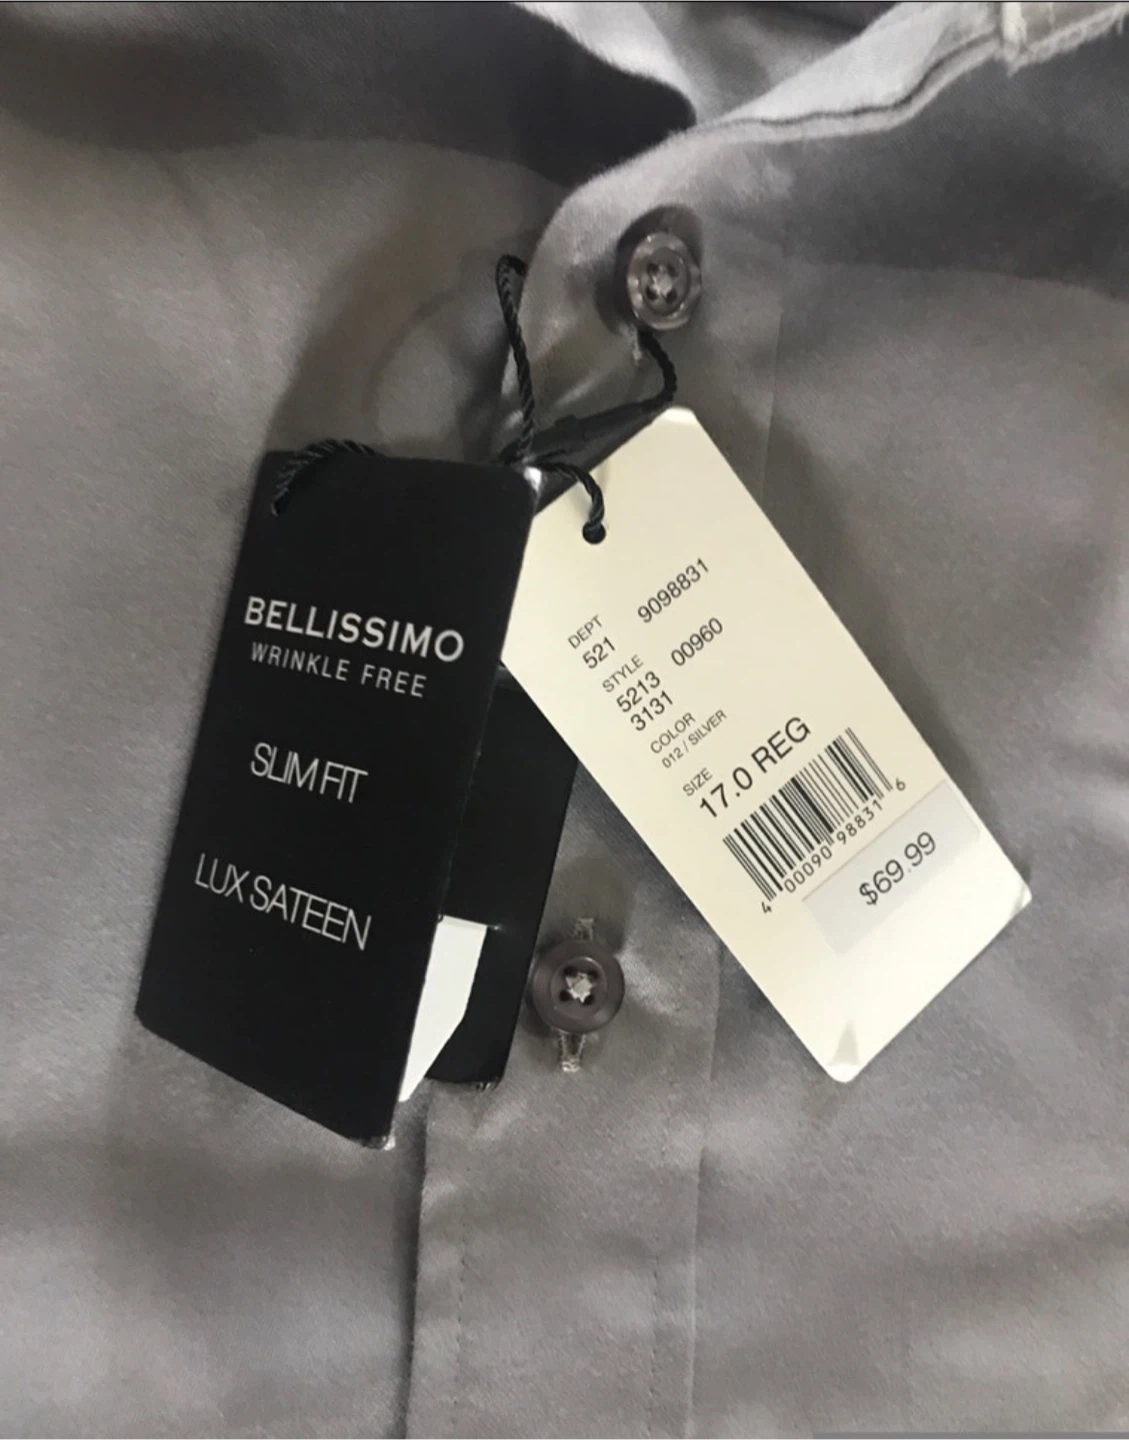 BELLISSIMO
WRINKLE FREE
SLIM FIT
LUX SATEEN
DEPT
521 9098831
STYLE
5213 00960
3131
COLOR
012 / SILVER
SIZE
17.0 REG
4 00090 98831 6
$69.99